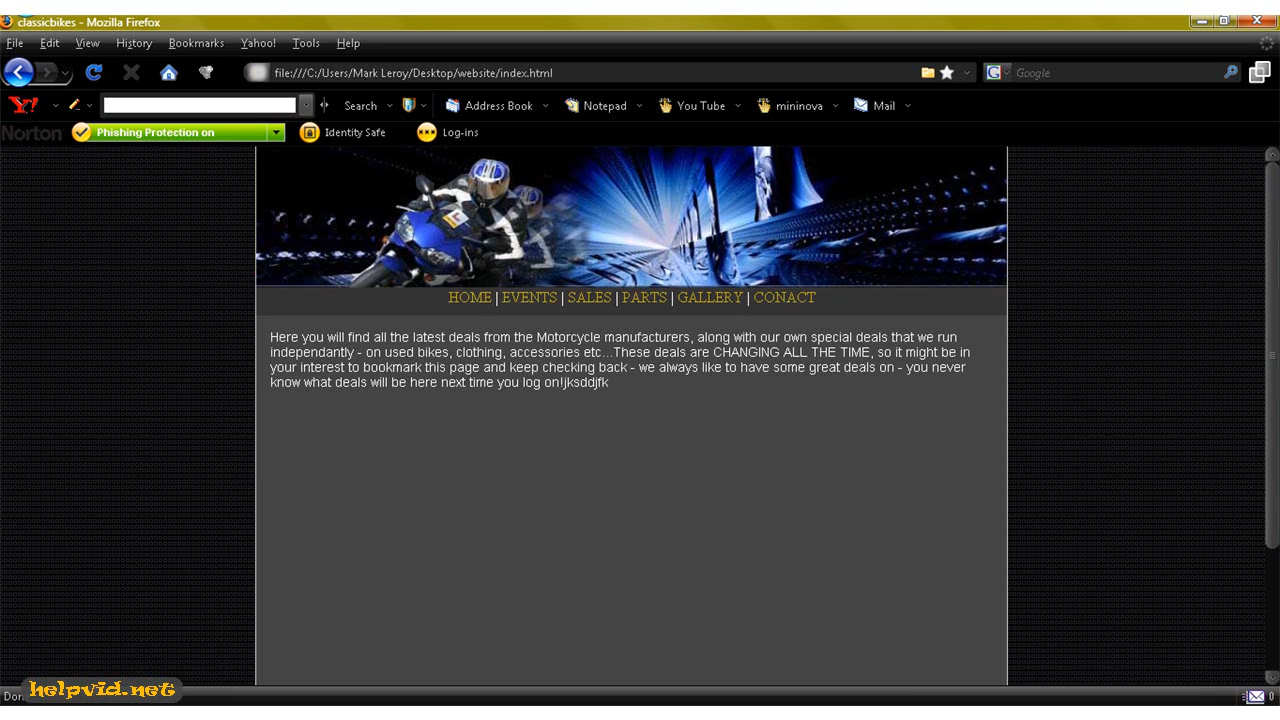 classicbikes - Mozilla Firefox
File Edit View History Bookmarks Yahoo! Tools Help
file:///C:/Users/Mark Leroy/Desktop/website/index.html
G Google
Y! Search Address Book Notepad You Tube mininova Mail
Norton Phishing Protection on Identity Safe Log-ins
HOME | EVENTS | SALES | PARTS | GALLERY | CONACT
Here you will find all the latest deals from the Motorcycle manufacturers, along with our own special deals that we run
independantly - on used bikes, clothing, accessories etc...These deals are CHANGING ALL THE TIME, so it might be in
your interest to bookmark this page and keep checking back - we always like to have some great deals on - you never
know what deals will be here next time you log on!jksddjfk
helpvid.net
0